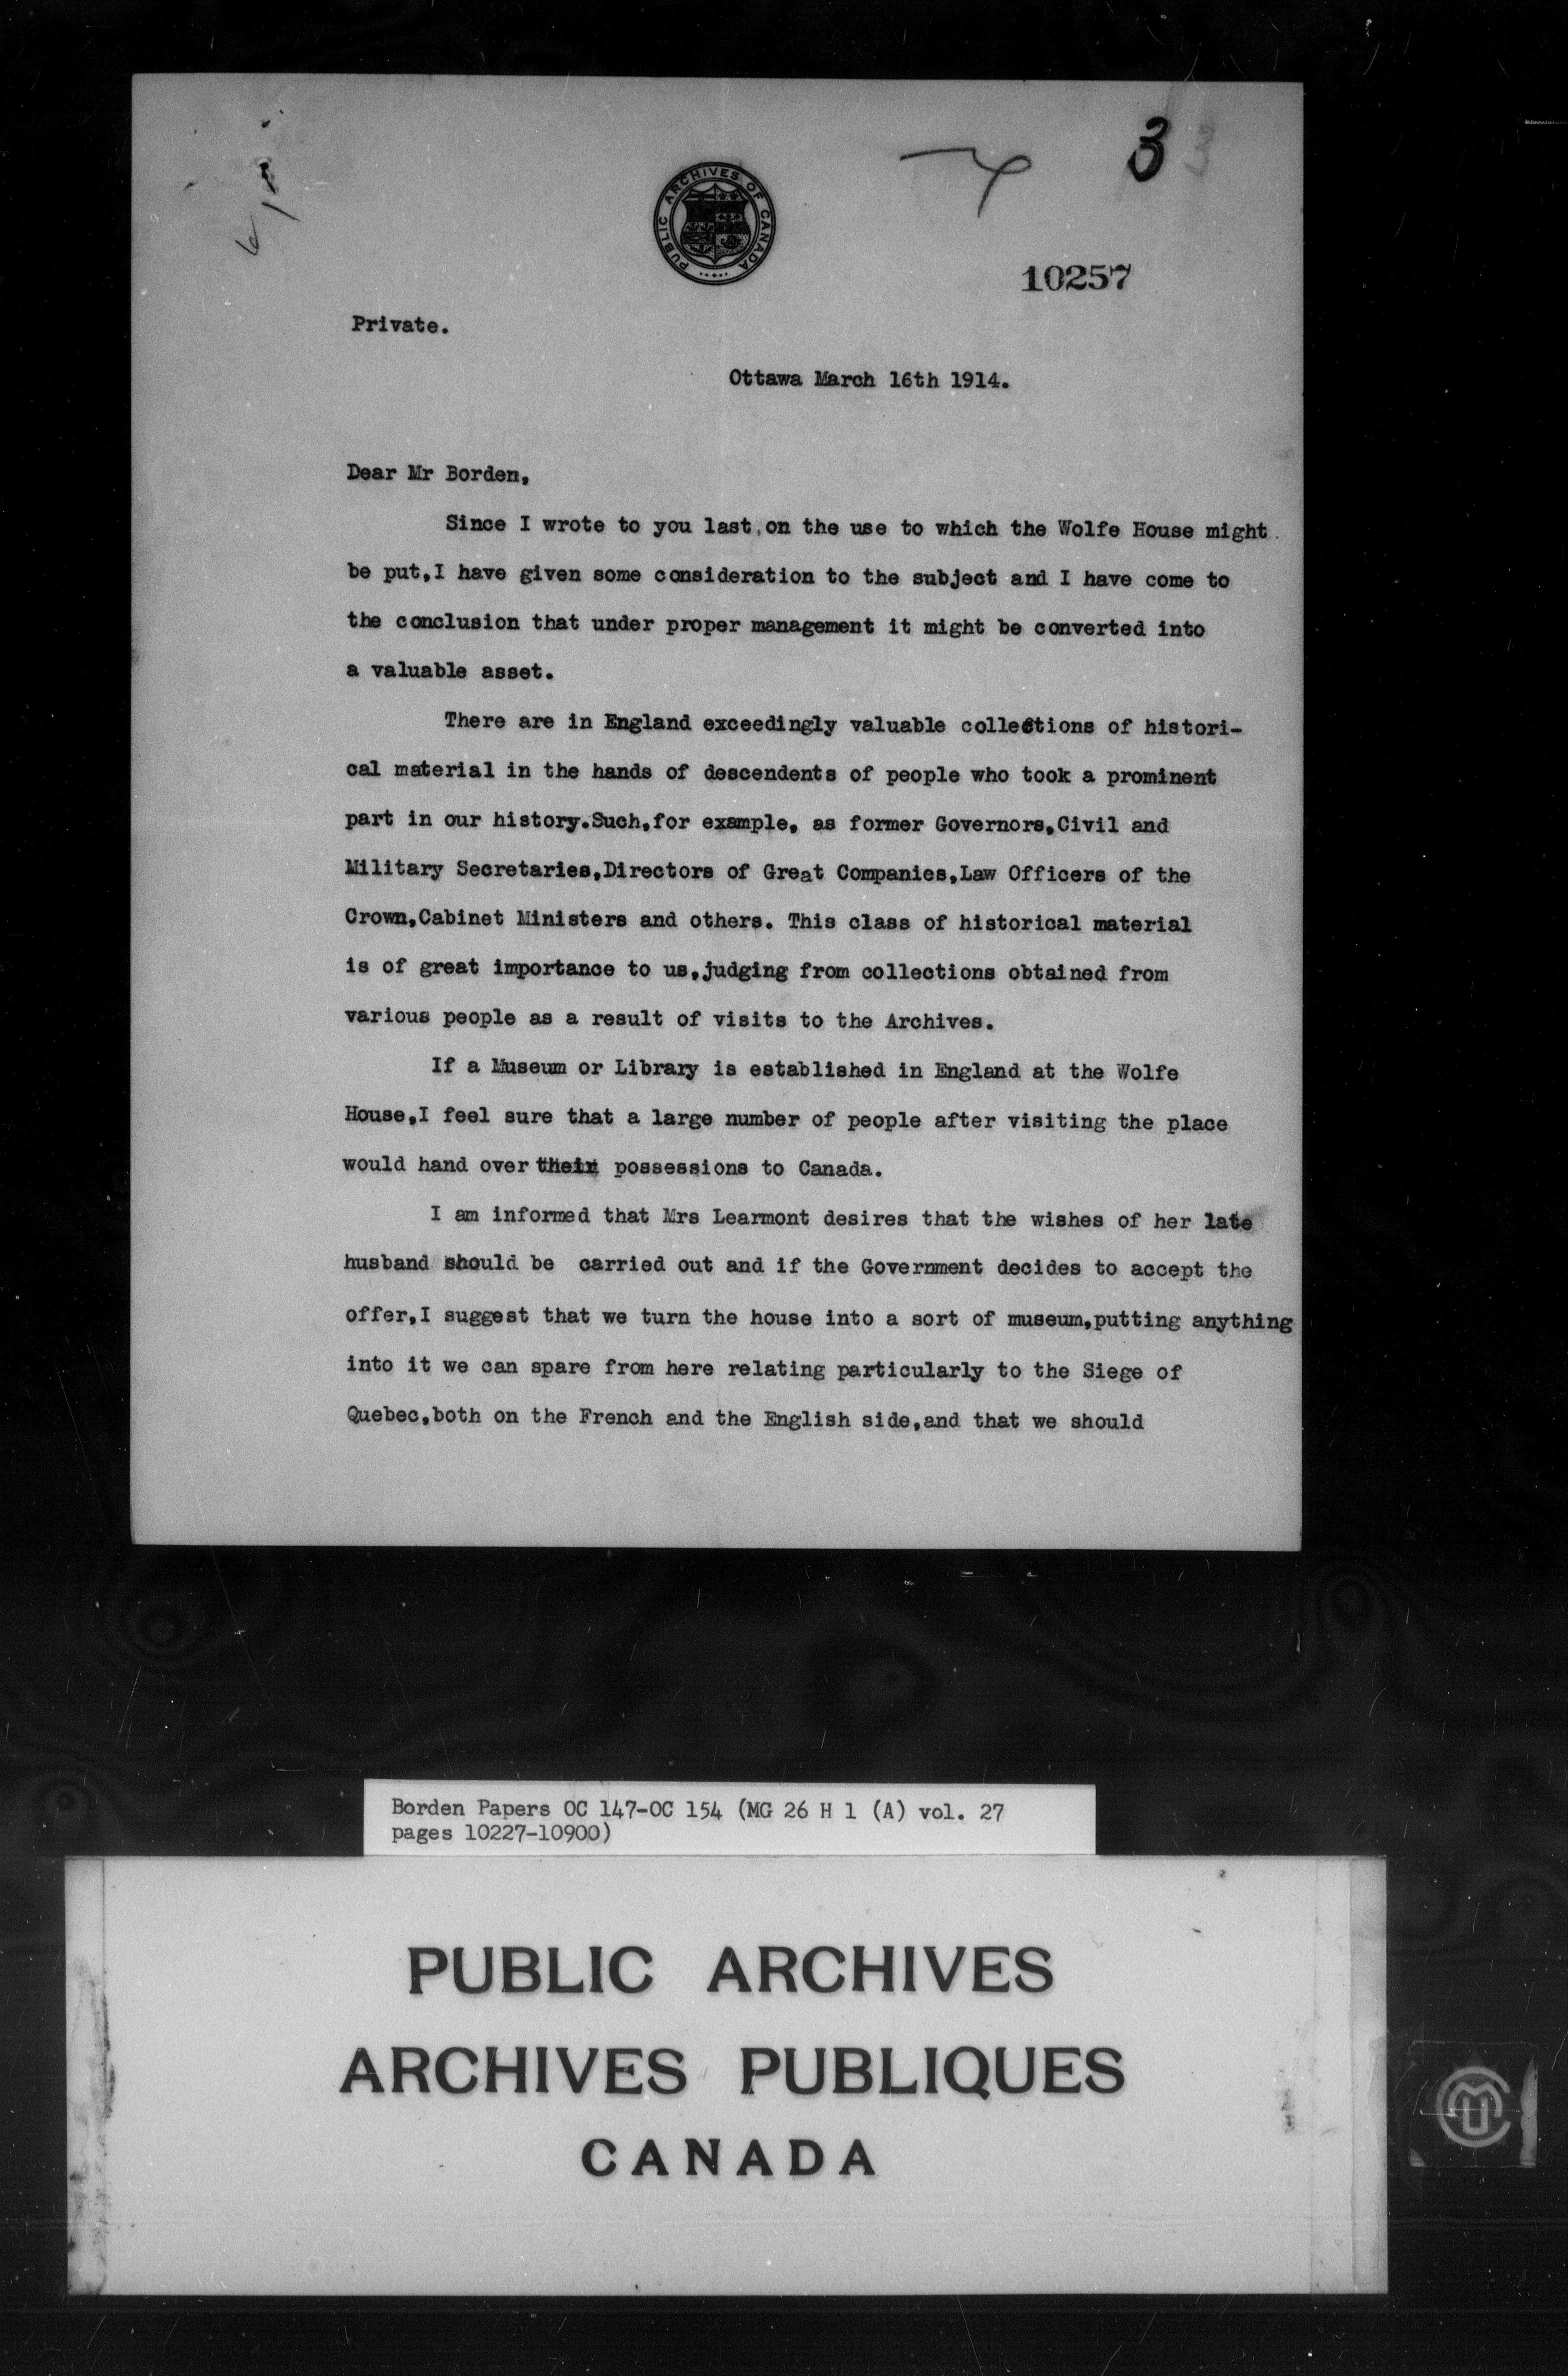 3
PUBLIC ARCHIVES OF CANADA
10257
Private.
Ottawa March 16th 1914.
Dear Mr Borden,
Since I wrote to you last,on the use to which the Wolfe House might
be put,I have given some consideration to the subject and I have come to
the conclusion that under proper management it might be converted into
a valuable asset.
There are in England exceedingly valuable collections of histori-
cal material in the hands of descendents of people who took a prominent
part in our history.Such,for example, as former Governors,Civil and
Military Secretaries,Directors of Great Companies,Law Officers of the
Crown,Cabinet Ministers and others. This class of historical material
is of great importance to us,judging from collections obtained from
various people as a result of visits to the Archives.
If a Museum or Library is established in England at the Wolfe
House,I feel sure that a large number of people after visiting the place
would hand over their possessions to Canada.
I am informed that Mrs Learmont desires that the wishes of her late
husband should be carried out and if the Government decides to accept the
offer,I suggest that we turn the house into a sort of museum,putting anything
into it we can spare from here relating particularly to the Siege of
Quebec,both on the French and the English side,and that we should
Borden Papers OC 147-OC 154 (MG 26 H 1 (A) vol. 27
pages 10227-10900)
PUBLIC ARCHIVES
ARCHIVES PUBLIQUES
CANADA